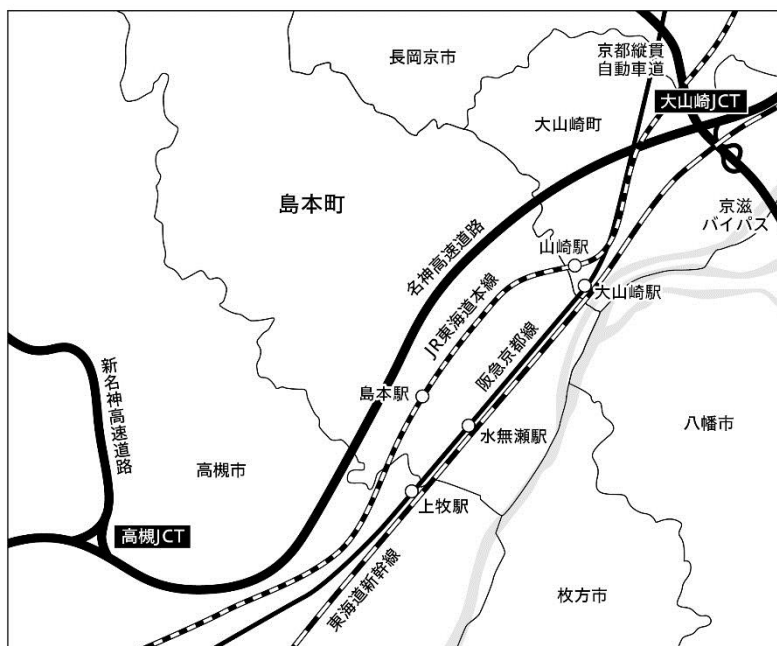 長岡京市
京都縦貫
自動車道
大山崎JCT
大山崎町
島本町
京滋
バイパス
名神高速道路
山崎駅
大山崎駅
JR東海道本線
阪急京都線
新名神高速道路
島本駅
水無瀬駅
八幡市
高槻市
上牧駅
高槻JCT
東海道新幹線
枚方市